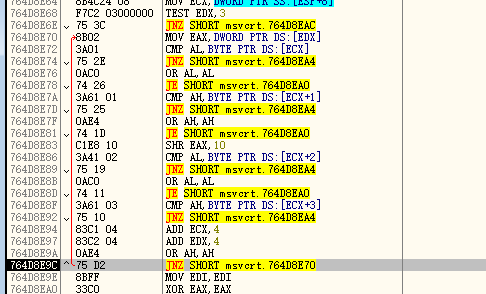 764D8E64 8B4C24 08 MOV ECX,DWORD PTR SS:[ESP+8]
764D8E68 F7C2 03000000 TEST EDX,3
764D8E6E 75 3C JNZ SHORT msvcrt.764D8EAC
764D8E70 8B02 MOV EAX,DWORD PTR DS:[EDX]
764D8E72 3A01 CMP AL,BYTE PTR DS:[ECX]
764D8E74 75 2E JNZ SHORT msvcrt.764D8EA4
764D8E76 0AC0 OR AL,AL
764D8E78 74 26 JE SHORT msvcrt.764D8EA0
764D8E7A 3A61 01 CMP AH,BYTE PTR DS:[ECX+1]
764D8E7D 75 25 JNZ SHORT msvcrt.764D8EA4
764D8E7F 0AE4 OR AH,AH
764D8E81 74 1D JE SHORT msvcrt.764D8EA0
764D8E83 C1E8 10 SHR EAX,10
764D8E86 3A41 02 CMP AL,BYTE PTR DS:[ECX+2]
764D8E89 75 19 JNZ SHORT msvcrt.764D8EA4
764D8E8B 0AC0 OR AL,AL
764D8E8D 74 11 JE SHORT msvcrt.764D8EA0
764D8E8F 3A61 03 CMP AH,BYTE PTR DS:[ECX+3]
764D8E92 75 10 JNZ SHORT msvcrt.764D8EA4
764D8E94 83C1 04 ADD ECX,4
764D8E97 83C2 04 ADD EDX,4
764D8E9A 0AE4 OR AH,AH
764D8E9C 75 D2 JNZ SHORT msvcrt.764D8E70
764D8E9E 8BFF MOV EDI,EDI
764D8EA0 33C0 XOR EAX,EAX